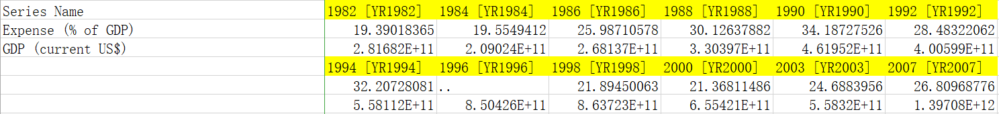 Series Name 1982 [YR1982] 1984 [YR1984] 1986 [YR1986] 1988 [YR1988] 1990 [YR1990] 1992 [YR1992]
Expense (% of GDP) 19.39018365 19.5549412 25.98710578 30.12637882 34.18727526 28.48322062
GDP (current US$) 2.81682E+11 2.09024E+11 2.68137E+11 3.30397E+11 4.61952E+11 4.00599E+11
1994 [YR1994] 1996 [YR1996] 1998 [YR1998] 2000 [YR2000] 2003 [YR2003] 2007 [YR2007]
32.20728081 .. 21.89450063 21.36811486 24.6883956 26.80968776
5.58112E+11 8.50426E+11 8.63723E+11 6.55421E+11 5.5832E+11 1.39708E+12